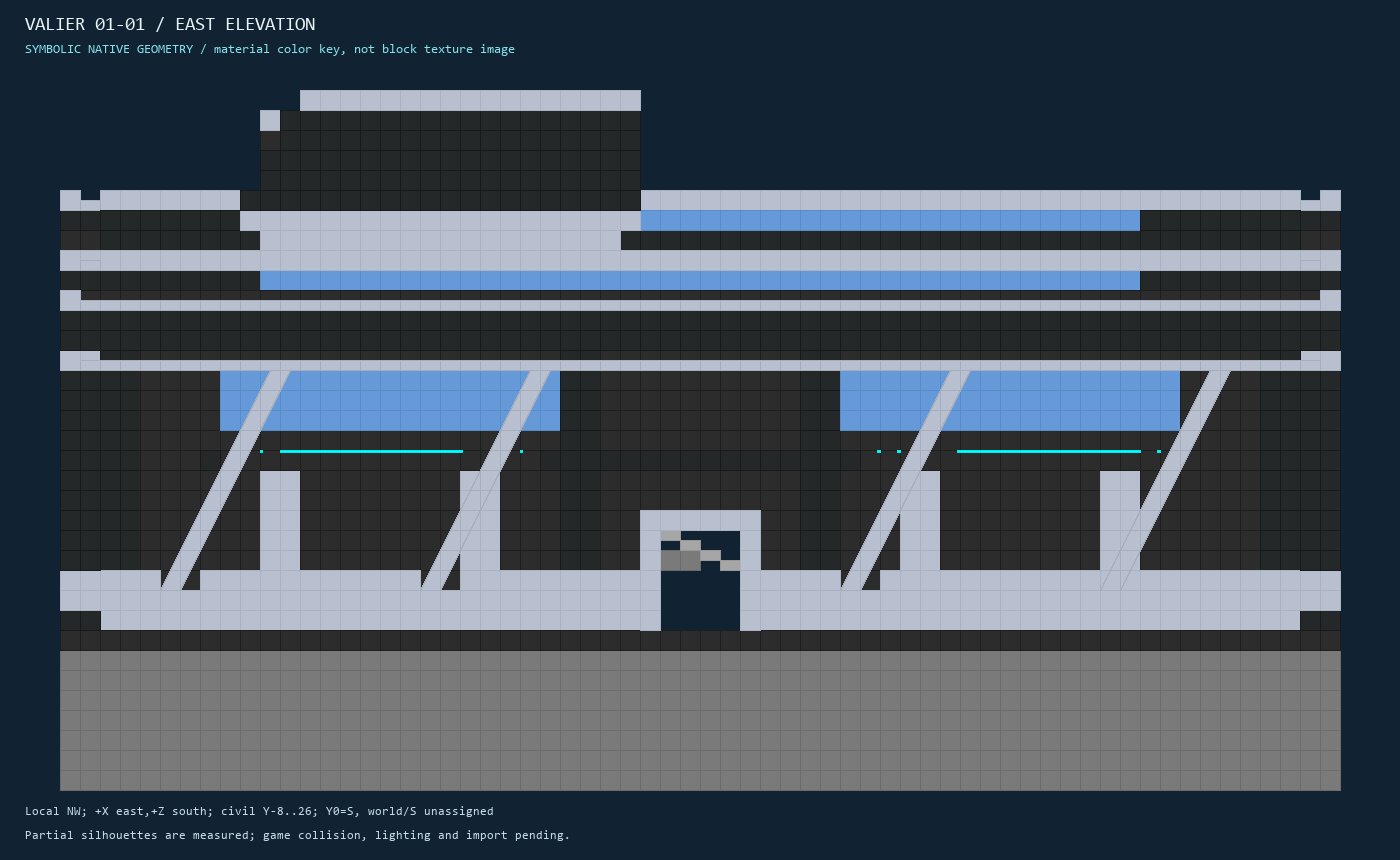 VALIER 01-01 / EAST ELEVATION
SYMBOLIC NATIVE GEOMETRY / material color key, not block texture image
Local NW; +X east,+Z south; civil Y-8..26; Y0=S, world/S unassigned
Partial silhouettes are measured; game collision, lighting and import pending.